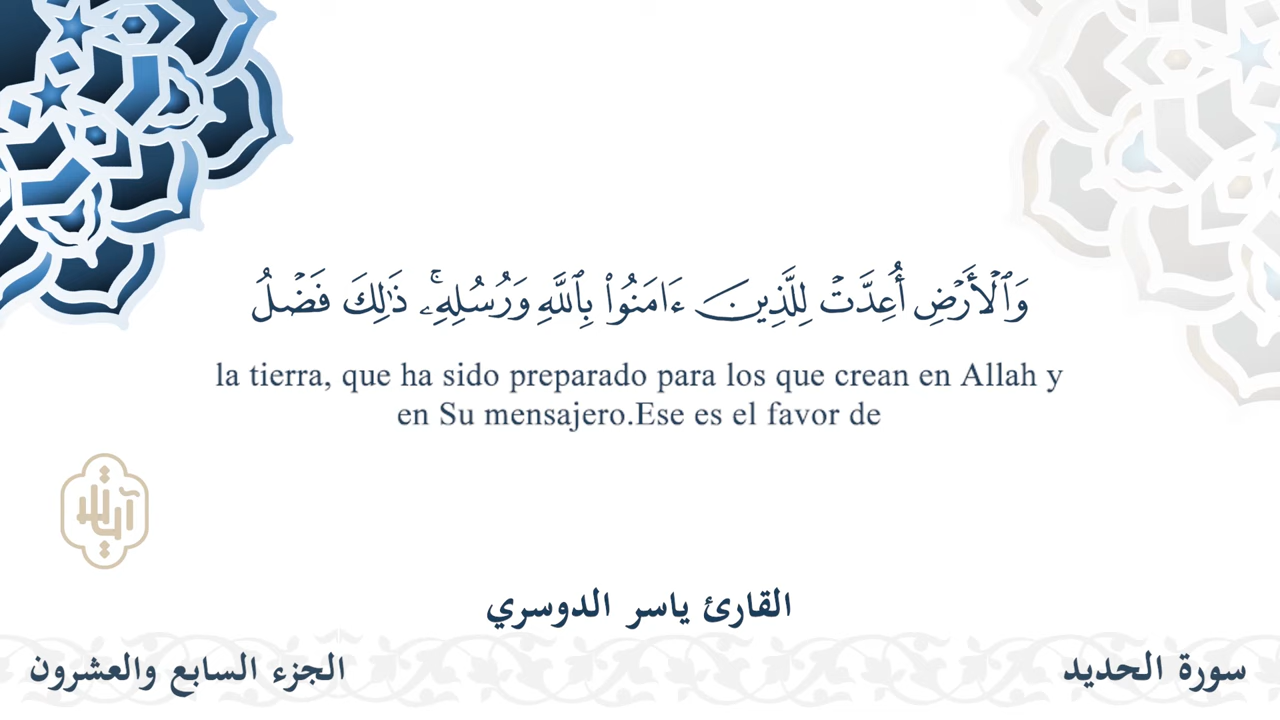 وَٱلْأَرْضِ أُعِدَّتْ لِلَّذِينَ ءَامَنُوا۟ بِٱللَّهِ وَرُسُلِهِۦ ۚ ذَٰلِكَ فَضْلُ
la tierra, que ha sido preparado para los que crean en Allah y
en Su mensajero.Ese es el favor de
آيات
القارئ ياسر الدوسري
سورة الحديد
الجزء السابع والعشرون